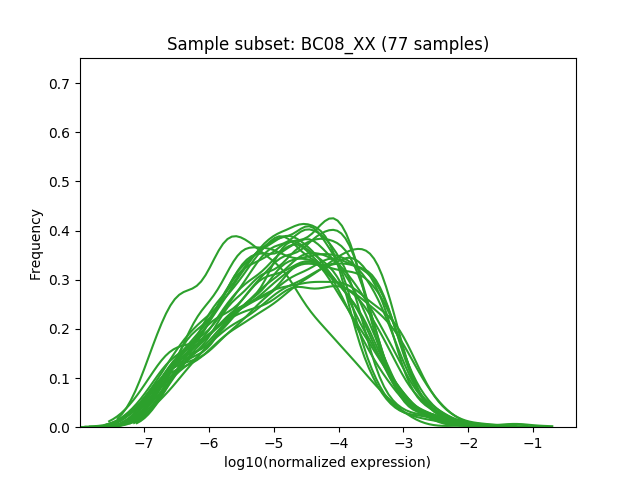 Sample subset: BC08_XX (77 samples)
Frequency
0.7
0.6
0.5
0.4
0.3
0.2
0.1
0.0
−7 −6 −5 −4 −3 −2 −1
log10(normalized expression)